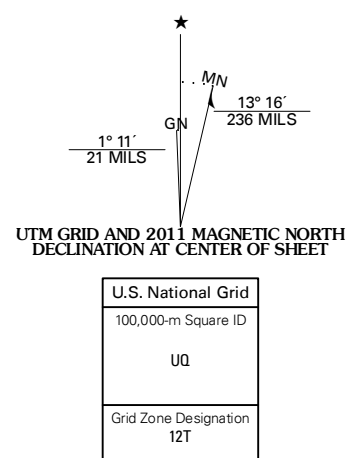 ★
MN
13° 16´
236 MILS
GN
1° 11´
21 MILS
UTM GRID AND 2011 MAGNETIC NORTH
DECLINATION AT CENTER OF SHEET
U.S. National Grid
100,000-m Square ID
UQ
Grid Zone Designation
12T